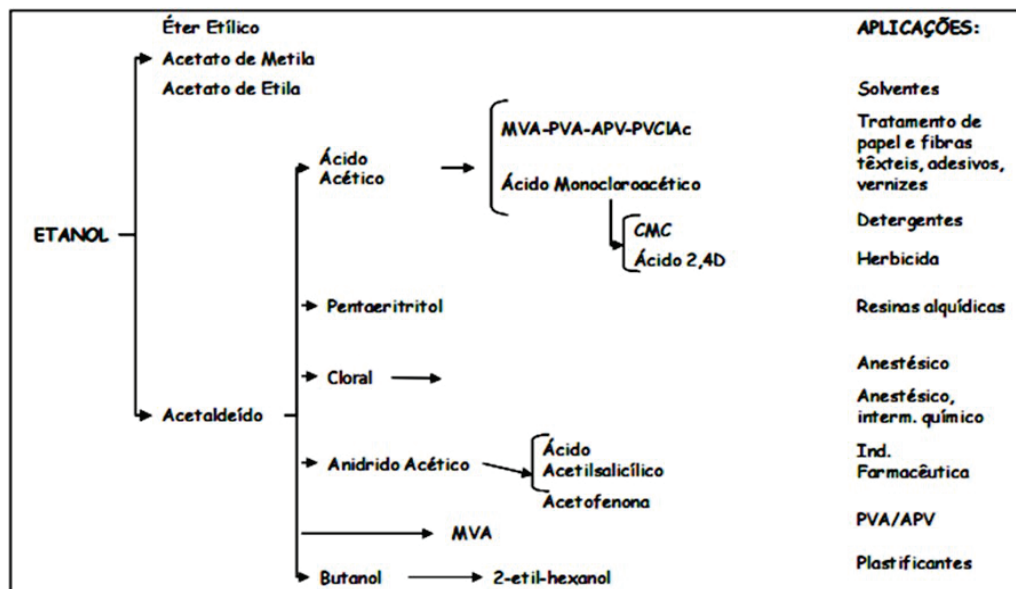 Éter Etílico
APLICAÇÕES:
Acetato de Metila
Acetato de Etila
Solventes
MVA-PVA-APV-PVClAc
Tratamento de
papel e fibras
têxteis, adesivos,
vernizes
Ácido
Acético
Ácido Monocloroacético
ETANOL
Detergentes
CMC
Ácido 2,4D
Herbicida
Pentaeritritol
Resinas alquídicas
Cloral
Anestésico
Acetaldeído
Anestésico,
interm. químico
Anidrido Acético
Ácido
Acetilsalicílico
Ind.
Farmacêutica
Acetofenona
MVA
PVA/APV
Butanol
2-etil-hexanol
Plastificantes